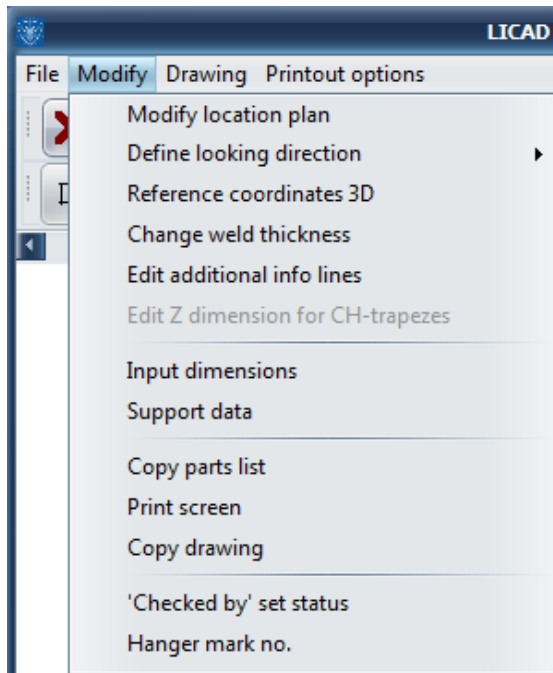 LICAD
File Modify Drawing Printout options
Modify location plan
Define looking direction
Reference coordinates 3D
Change weld thickness
Edit additional info lines
Edit Z dimension for CH-trapezes
Input dimensions
Support data
Copy parts list
Print screen
Copy drawing
'Checked by' set status
Hanger mark no.